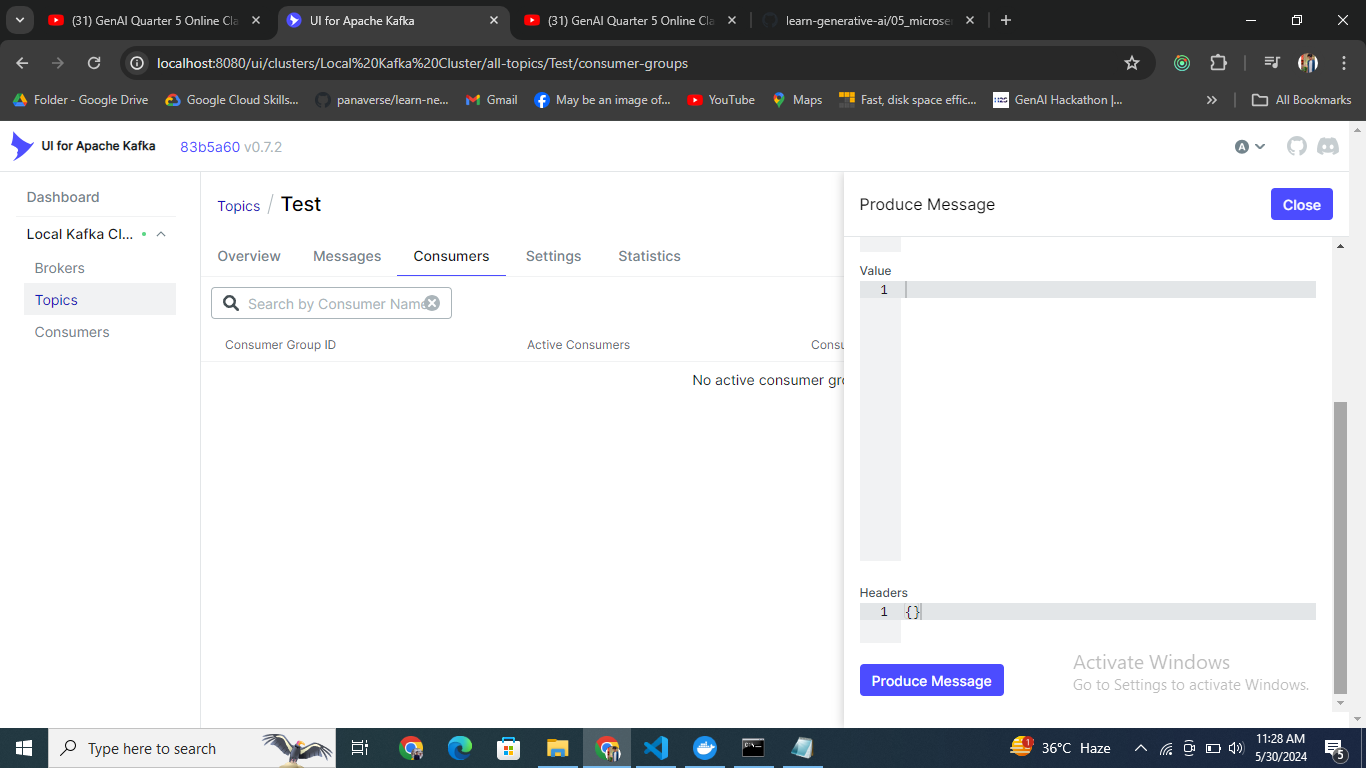 (31) GenAI Quarter 5 Online Cla
UI for Apache Kafka
(31) GenAI Quarter 5 Online Cla
learn-generative-ai/05_microser
localhost:8080/ui/clusters/Local%20Kafka%20Cluster/all-topics/Test/consumer-groups
Folder - Google Drive
Google Cloud Skills...
panaverse/learn-ne...
Gmail
May be an image of...
YouTube
Maps
Fast, disk space effic...
GenAI Hackathon |...
»
All Bookmarks
UI for Apache Kafka
83b5a60 v0.7.2
A
Dashboard
Local Kafka Cl...
Brokers
Topics
Consumers
Topics / Test
Overview
Messages
Consumers
Settings
Statistics
Search by Consumer Name
Consumer Group ID
Active Consumers
Consu
No active consumer gro
Produce Message
Close
Value
1
Headers
1 {}
Produce Message
Activate Windows
Go to Settings to activate Windows.
Type here to search
1
36°C Haze
11:28 AM
5/30/2024
5